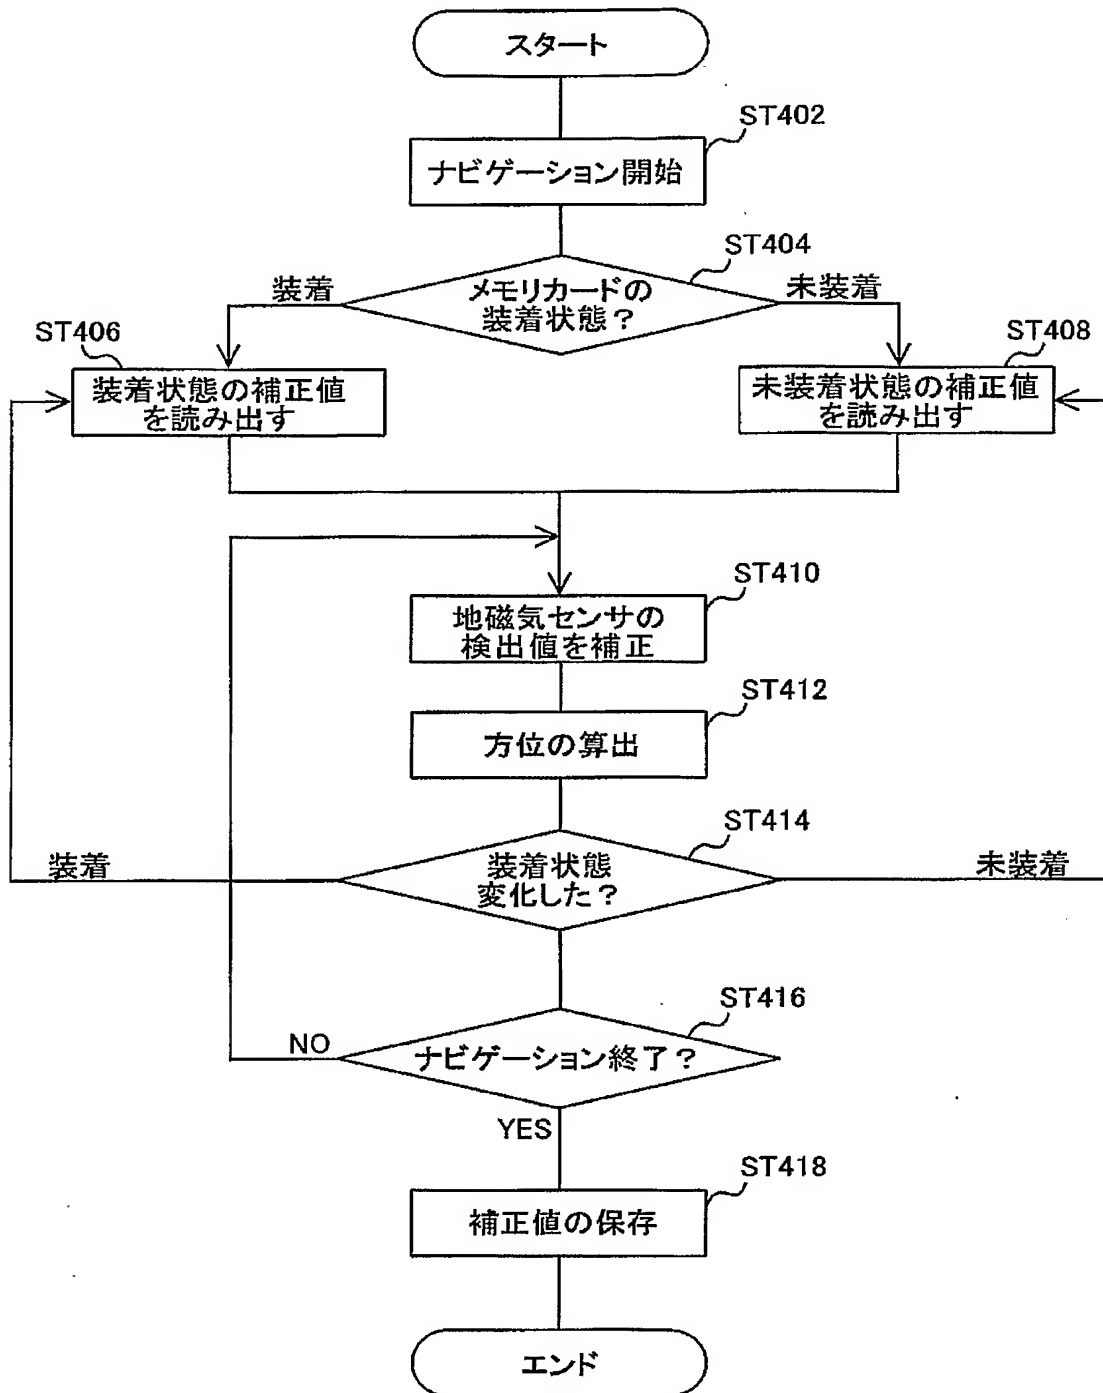 スタート
ST402
ナビゲーション開始
ST404
装着
メモリカードの
装着状態?
未装着
ST406
装着状態の補正値
を読み出す
ST408
未装着状態の補正値
を読み出す
ST410
地磁気センサの
検出値を補正
ST412
方位の算出
ST414
装着
装着状態
変化した?
未装着
ST416
NO
ナビゲーション終了?
YES
ST418
補正値の保存
エンド